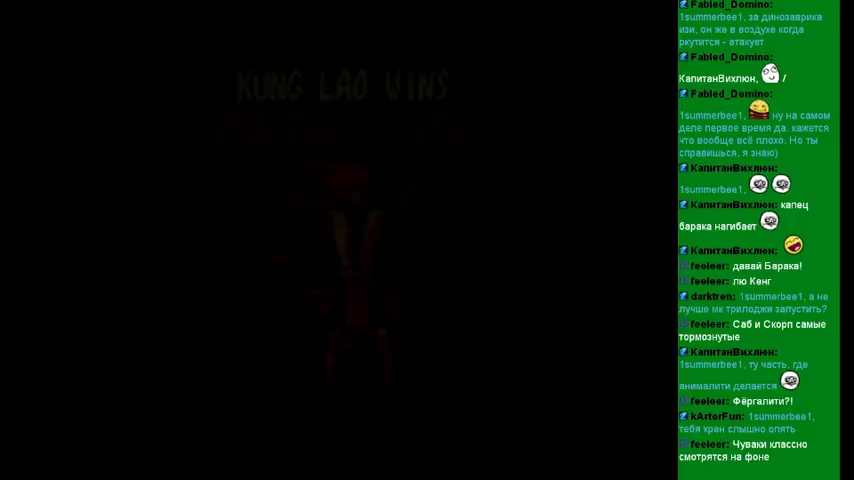 KUNG LAO WINS
Fabled_Domino:
1summerbee1, за динозаврика
изи, он же в воздухе когда
ркутится - атакует
Fabled_Domino:
КапитанВихлюн, /
Fabled_Domino:
1summerbee1, ну на самом
деле первое время да. кажется
что вообще всё плохо. Но ты
справишься, я знаю)
КапитанВихлюн:
1summerbee1,
КапитанВихлюн: капец
барака нагибает
КапитанВихлюн:
feeleer: давай Барака!
feeleer: лю Кенг
darktren: 1summerbee1, а не
лучше мк трилоджи запустить?
feeleer: Саб и Скорп самые
тормознутые
КапитанВихлюн:
1summerbee1, ту часть, где
анималити делается
feeleer: Фёргалити?!
kArtorFun: 1summerbee1,
тебя хрен слышно опять
feeleer: Чуваки классно
смотрятся на фоне